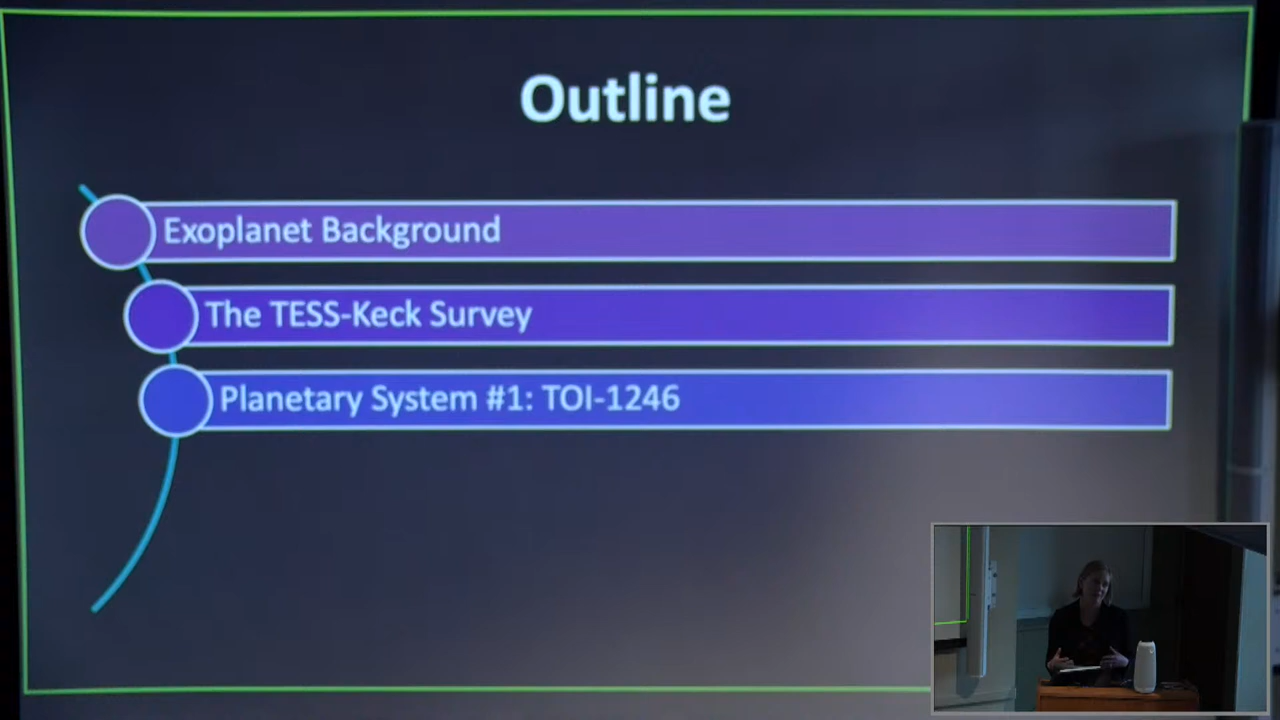 Outline
Exoplanet Background
The TESS-Keck Survey
Planetary System #1: TOI-1246